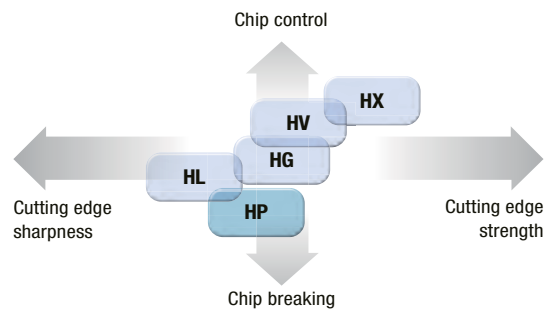 Chip control
HX
HV
HG
HL
HP
Cutting edge
sharpness
Cutting edge
strength
Chip breaking